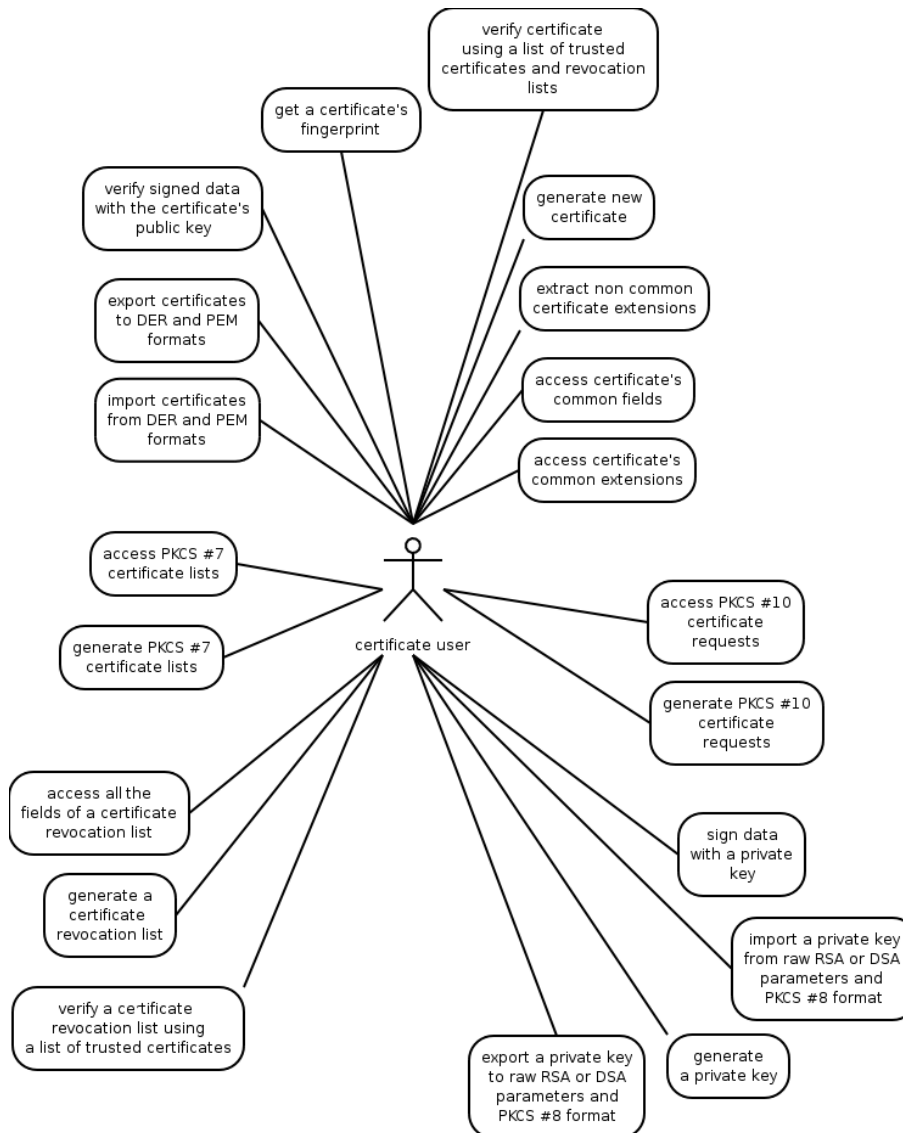 verify certificate
using a list of trusted
certificates and revocation
lists
get a certificate's
fingerprint
verify signed data
with the certificate's
public key
generate new
certificate
export certificates
to DER and PEM
formats
extract non common
certificate extensions
import certificates
from DER and PEM
formats
access certificate's
common fields
access certificate's
common extensions
access PKCS #7
certificate lists
generate PKCS #7
certificate lists
certificate user
access PKCS #10
certificate
requests
generate PKCS #10
certificate
requests
access all the
fields of a certificate
revocation list
generate a
certificate
revocation list
verify a certificate
revocation list using
a list of trusted certificates
sign data
with a private
key
import a private key
from raw RSA or DSA
parameters and
PKCS #8 format
export a private key
to raw RSA or DSA
parameters and
PKCS #8 format
generate
a private key